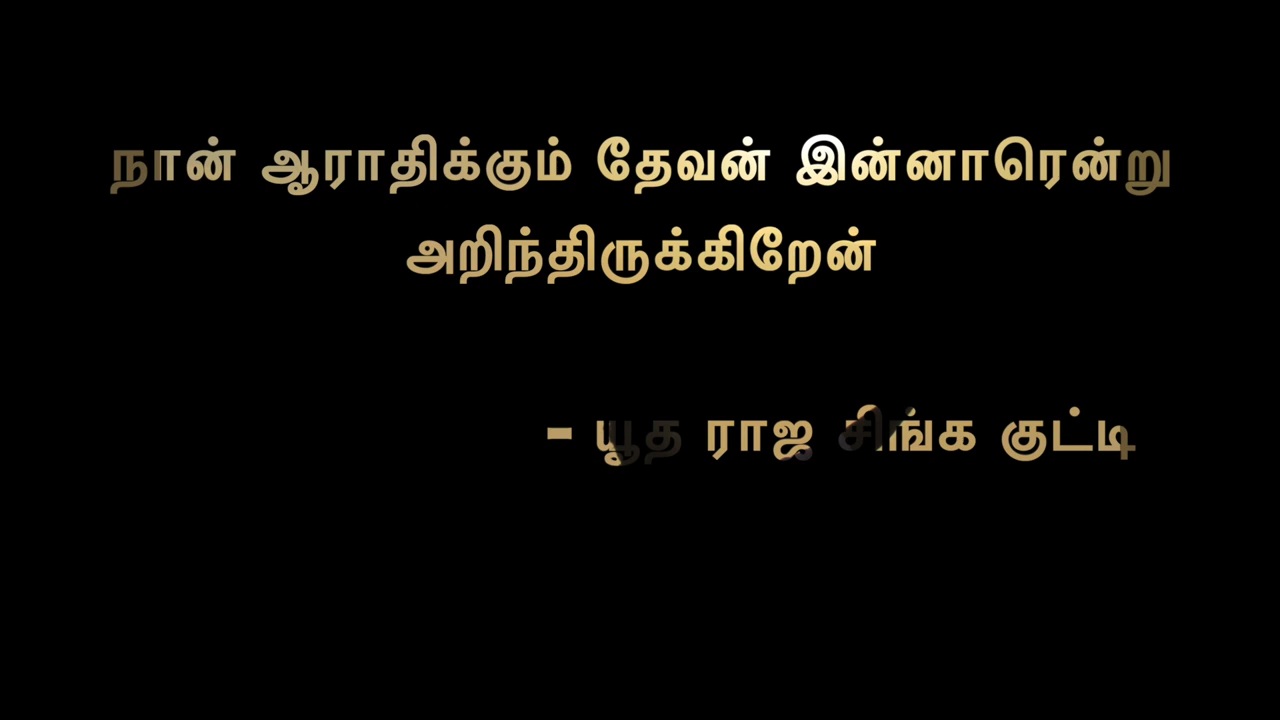 நான் ஆராதிக்கும் தேவன் இன்னாரென்று
அறிந்திருக்கிறேன்
- யூத ராஜ சிங்க குட்டி